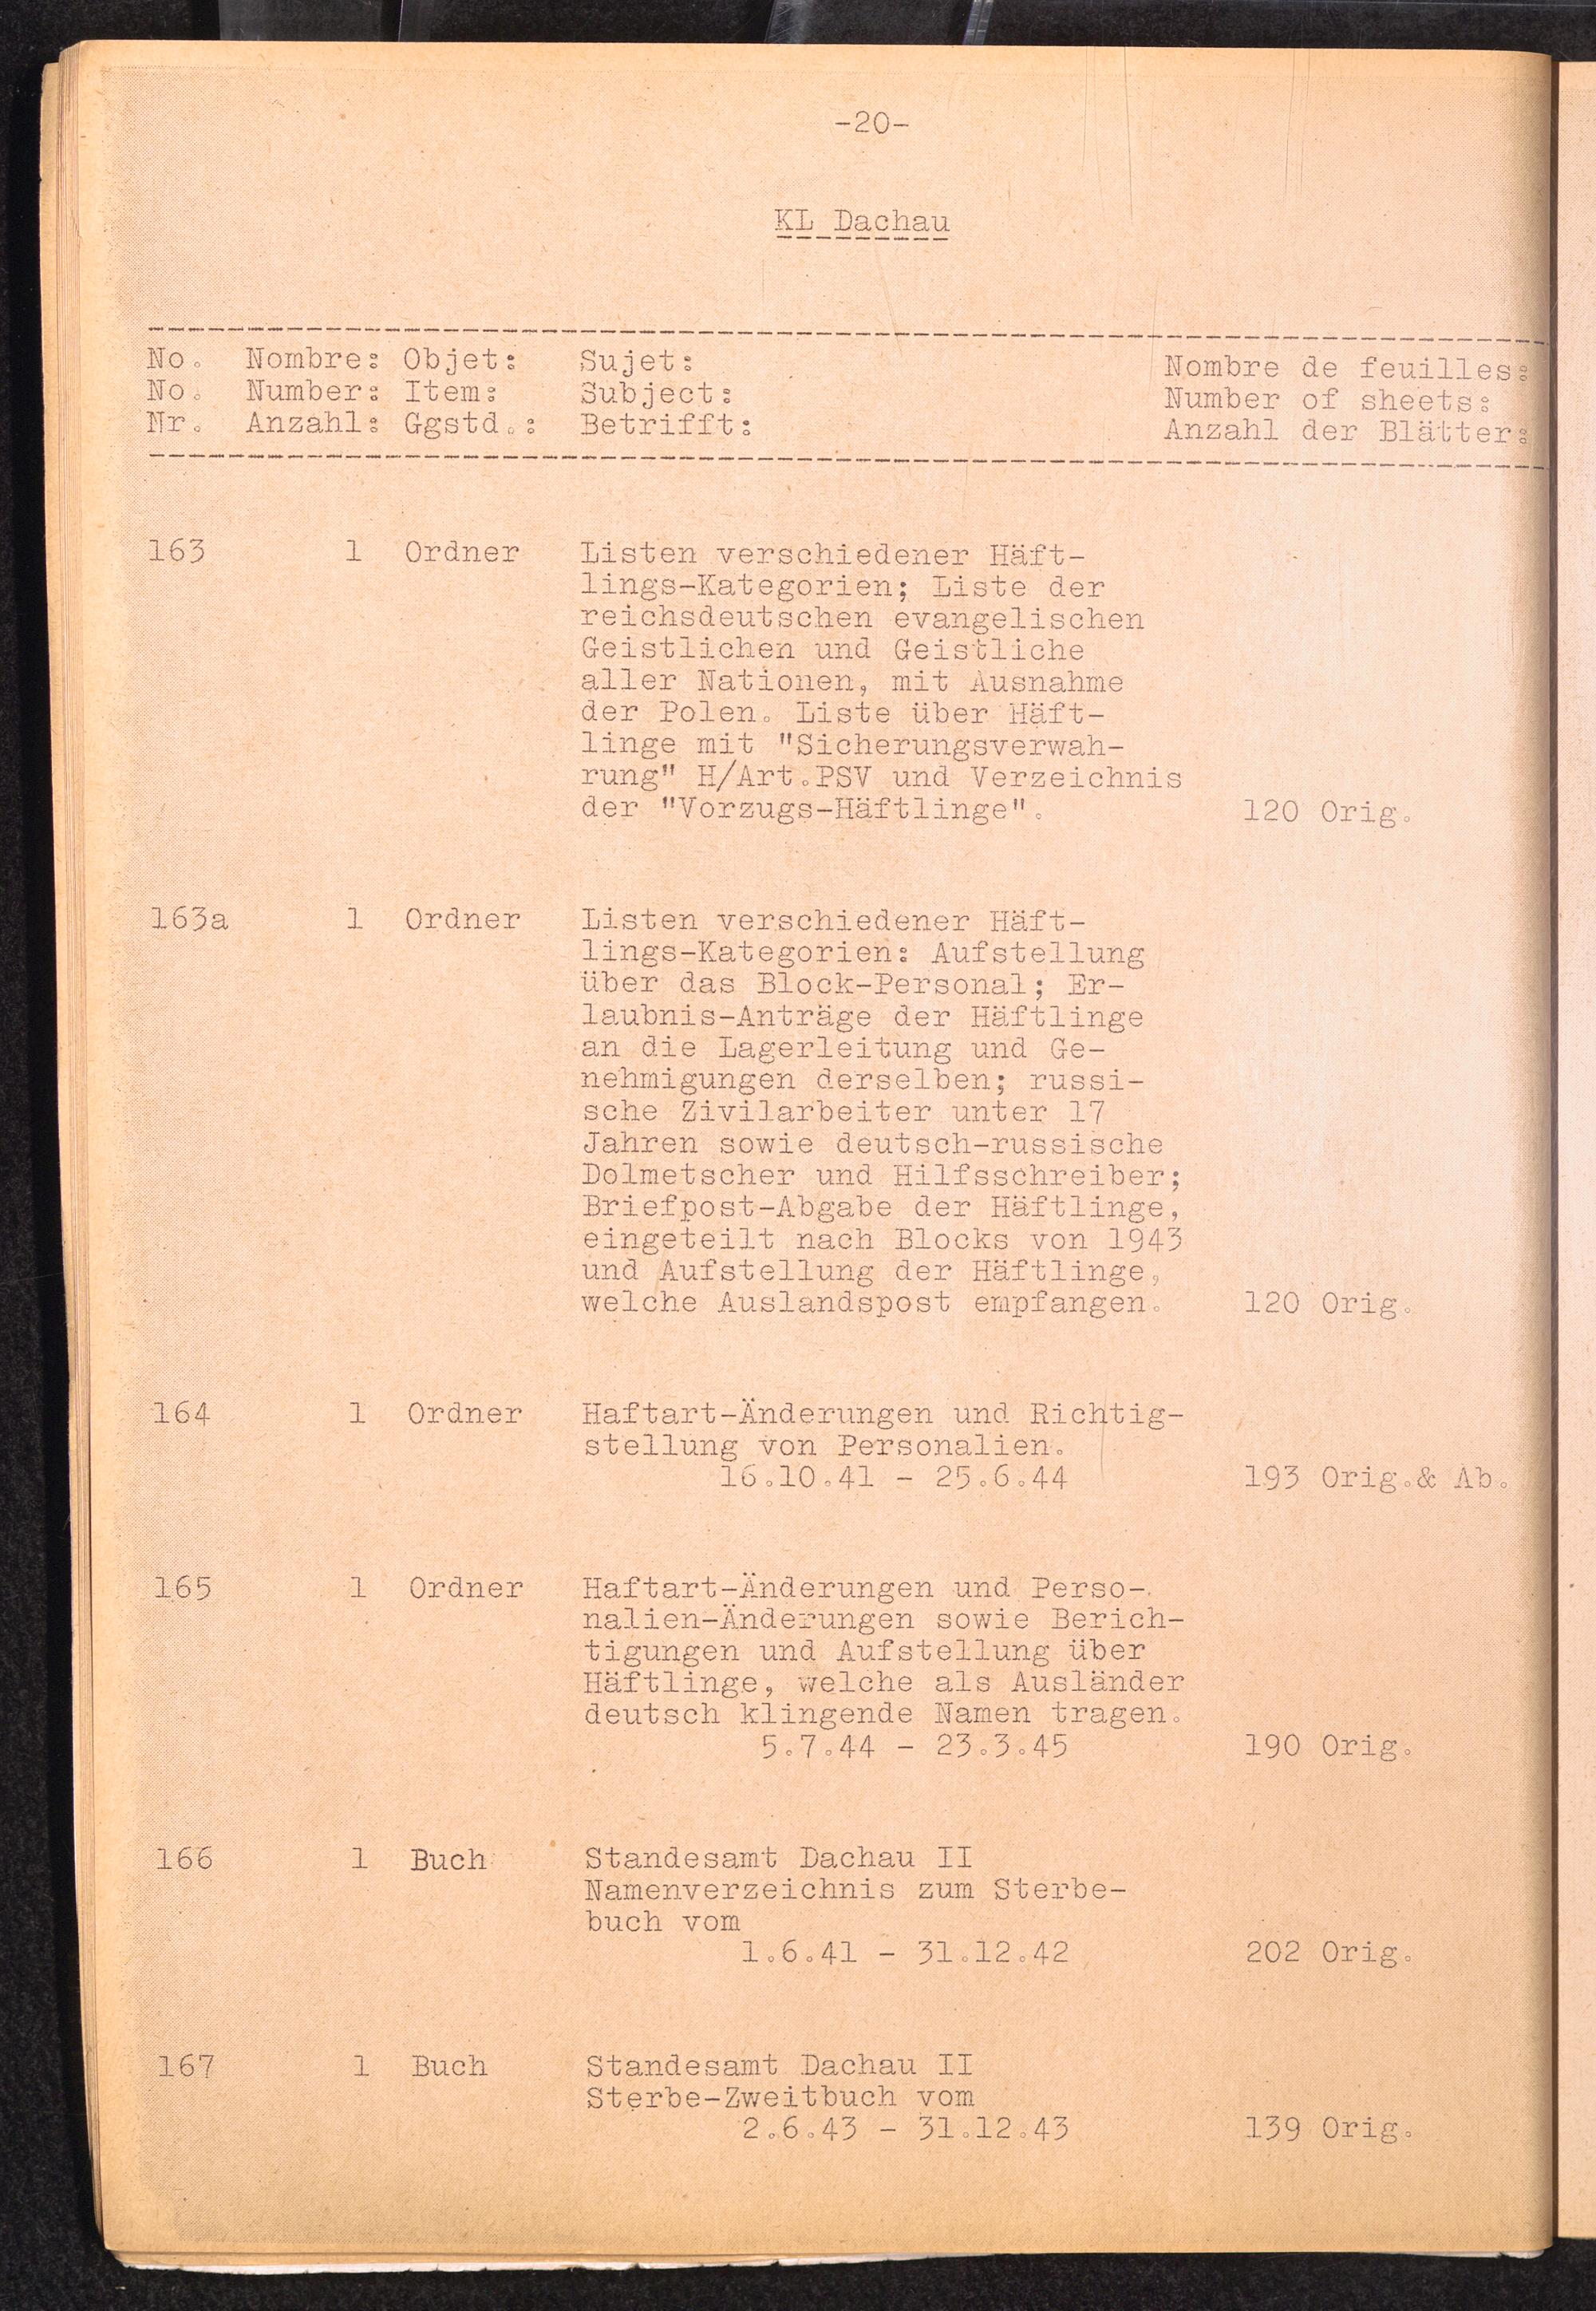 -20-
KL Dachau
No. Nombre: Objet: Sujet: Nombre de feuilles:
No. Number: Item: Subject: Number of sheets:
Nr. Anzahl: Ggstd.: Betrifft: Anzahl der Blätter:
163 1 Ordner Listen verschiedener Häft-
lings-Kategorien; Liste der
reichsdeutschen evangelischen
Geistlichen und Geistliche
aller Nationen, mit Ausnahme
der Polen. Liste über Häft-
linge mit "Sicherungsverwah-
rung" H/Art.PSV und Verzeichnis
der "Vorzugs-Häftlinge". 120 Orig.
163a 1 Ordner Listen verschiedener Häft-
lings-Kategorien: Aufstellung
über das Block-Personal; Er-
laubnis-Anträge der Häftlinge
an die Lagerleitung und Ge-
nehmigungen derselben; russi-
sche Zivilarbeiter unter 17
Jahren sowie deutsch-russische
Dolmetscher und Hilfsschreiber;
Briefpost-Abgabe der Häftlinge,
eingeteilt nach Blocks von 1943
und Aufstellung der Häftlinge,
welche Auslandspost empfangen. 120 Orig.
164 1 Ordner Haftart-Änderungen und Richtig-
stellung von Personalien.
16.10.41 - 25.6.44 193 Orig.& Ab.
165 1 Ordner Haftart-Änderungen und Perso-
nalien-Änderungen sowie Berich-
tigungen und Aufstellung über
Häftlinge, welche als Ausländer
deutsch klingende Namen tragen.
5.7.44 - 23.3.45 190 Orig.
166 1 Buch Standesamt Dachau II
Namenverzeichnis zum Sterbe-
buch vom
1.6.41 - 31.12.42 202 Orig.
167 1 Buch Standesamt Dachau II
Sterbe-Zweitbuch vom
2.6.43 - 31.12.43 139 Orig.